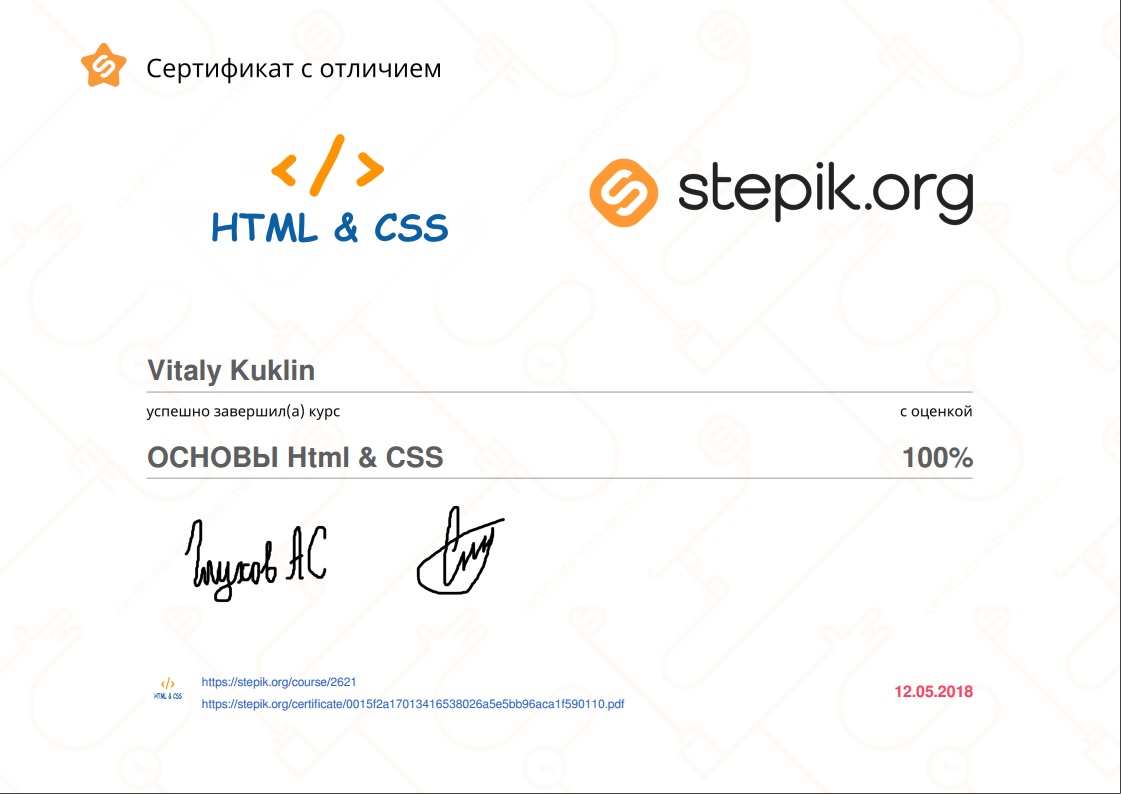 Сертификат с отличием
</>
HTML & CSS
stepik.org
Vitaly Kuklin
успешно завершил(а) курс
с оценкой
ОСНОВЫ Html & CSS
100%
Глухов АС
</>
HTML & CSS
https://stepik.org/course/2621
https://stepik.org/certificate/0015f2a17013416538026a5e5bb96aca1f590110.pdf
12.05.2018